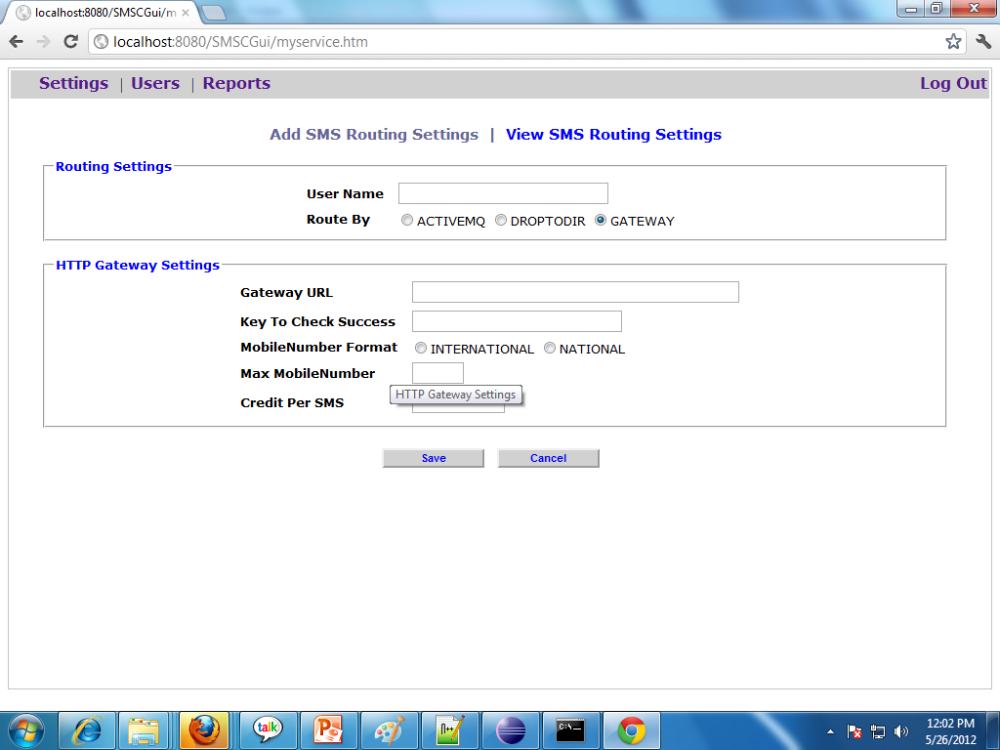 localhost:8080/SMSCGui/m
localhost:8080/SMSCGui/myservice.htm
Settings | Users | Reports Log Out
Add SMS Routing Settings | View SMS Routing Settings
Routing Settings
User Name
Route By ACTIVEMQ DROPTODIR GATEWAY
HTTP Gateway Settings
Gateway URL
Key To Check Success
MobileNumber Format INTERNATIONAL NATIONAL
Max MobileNumber
HTTP Gateway Settings
Credit Per SMS
Save Cancel
talk
C:\
12:02 PM
5/26/2012